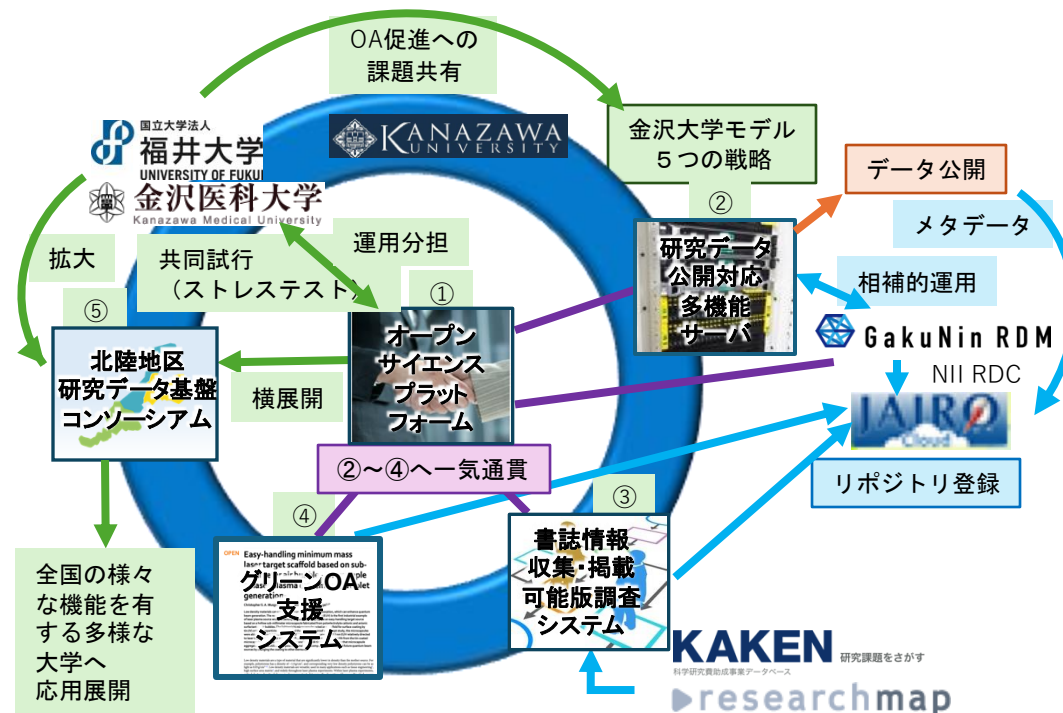 OA促進への
課題共有
国立大学法人
福井大学
UNIVERSITY OF FUKUI
金沢医科大学
Kanazawa Medical University
KANAZAWA
UNIVERSITY
金沢大学モデル
５つの戦略
データ公開
メタデータ
②
研究データ
公開対応
多機能
サーバ
相補的運用
GakuNin RDM
NII RDC
JAIRO
Cloud
リポジトリ登録
拡大
共同試行
（ストレステスト）
運用分担
①
オープン
サイエンス
プラット
フォーム
⑤
北陸地区
研究データ基盤
コンソーシアム
横展開
②～④へ一気通貫
④
OPEN
Easy-handling minimum mass
laser target scaffold based on sub-
generation
グリーンOA
支援
システム
③
書誌情報
収集・掲載
可能版調査
システム
全国の様々
な機能を有
する多様な
大学へ
応用展開
KAKEN
研究課題をさがす
科学研究費助成事業データベース
researchmap